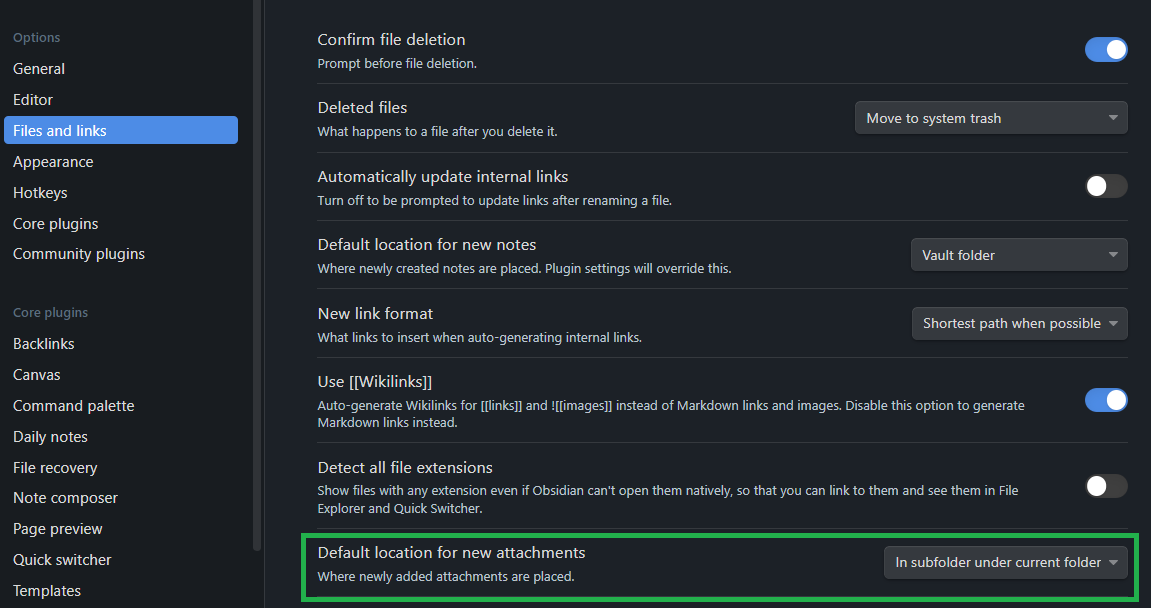 Options
General
Editor
Files and links
Appearance
Hotkeys
Core plugins
Community plugins
Core plugins
Backlinks
Canvas
Command palette
Daily notes
File recovery
Note composer
Page preview
Quick switcher
Templates
Confirm file deletion
Prompt before file deletion.
Deleted files
What happens to a file after you delete it.
Move to system trash
Automatically update internal links
Turn off to be prompted to update links after renaming a file.
Default location for new notes
Where newly created notes are placed. Plugin settings will override this.
Vault folder
New link format
What links to insert when auto-generating internal links.
Shortest path when possible
Use [[Wikilinks]]
Auto-generate Wikilinks for [[links]] and ![[images]] instead of Markdown links and images. Disable this option to generate
Markdown links instead.
Detect all file extensions
Show files with any extension even if Obsidian can't open them natively, so that you can link to them and see them in File
Explorer and Quick Switcher.
Default location for new attachments
Where newly added attachments are placed.
In subfolder under current folder